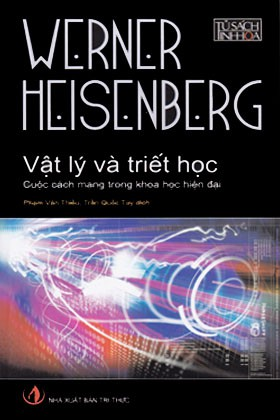 WERNER
HEISENBERG
TỦ SÁCH
TINH HOA
Vật lý và triết học
Cuộc cách mạng trong khoa học hiện đại
Phạm Văn Thiều, Trần Quốc Túy dịch
NHÀ XUẤT BẢN TRI THỨC